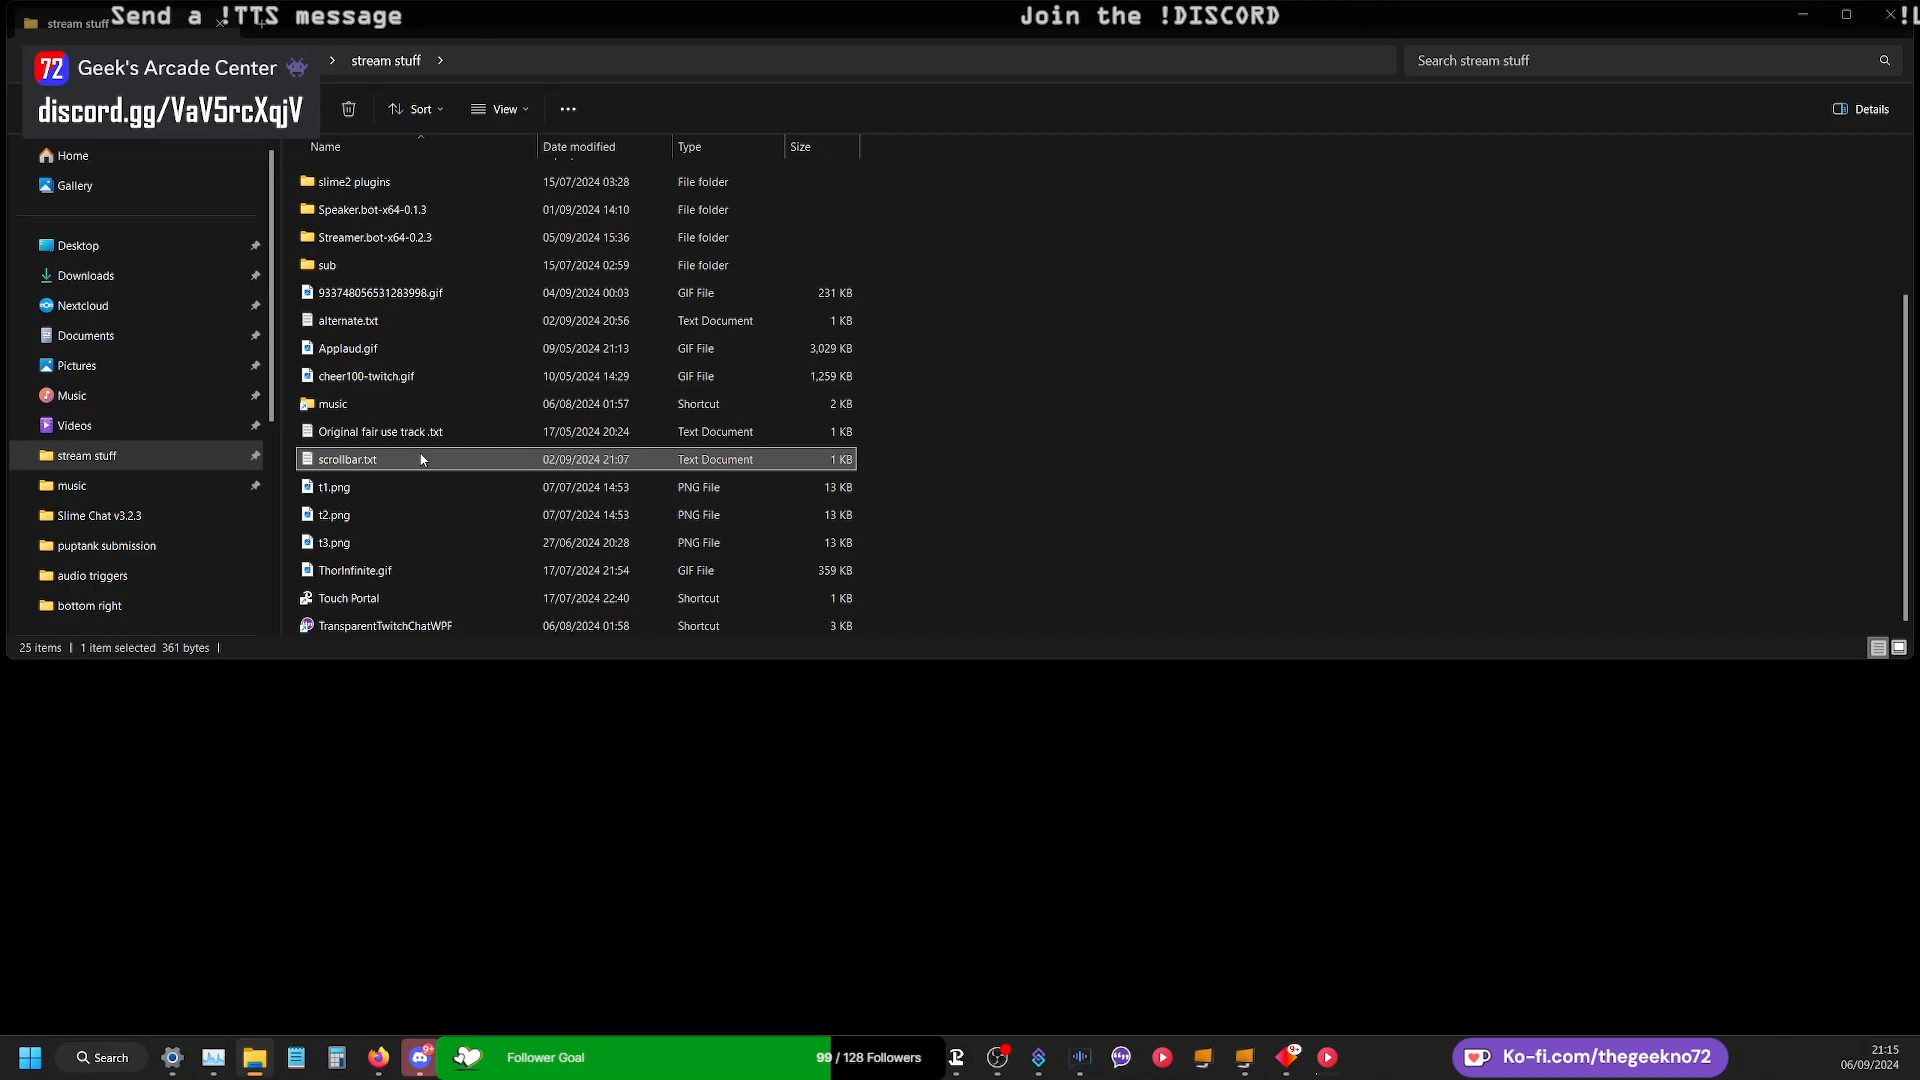 stream stuff
Send a !TTS message
Join the !DISCORD
72 Geek's Arcade Center
discord.gg/VaV5rcXqjV
stream stuff
Search stream stuff
Sort
View
Details
Name
Date modified
Type
Size
Home
Gallery
Desktop
Downloads
Nextcloud
Documents
Pictures
Music
Videos
stream stuff
music
Slime Chat v3.2.3
puptank submission
audio triggers
bottom right
slime2 plugins 15/07/2024 03:28 File folder
Speaker.bot-x64-0.1.3 01/09/2024 14:10 File folder
Streamer.bot-x64-0.2.3 05/09/2024 15:36 File folder
sub 15/07/2024 02:59 File folder
933748056531283998.gif 04/09/2024 00:03 GIF File 231 KB
alternate.txt 02/09/2024 20:56 Text Document 1 KB
Applaud.gif 09/05/2024 21:13 GIF File 3,029 KB
cheer100-twitch.gif 10/05/2024 14:29 GIF File 1,259 KB
music 06/08/2024 01:57 Shortcut 2 KB
Original fair use track .txt 17/05/2024 20:24 Text Document 1 KB
scrollbar.txt 02/09/2024 21:07 Text Document 1 KB
t1.png 07/07/2024 14:53 PNG File 13 KB
t2.png 07/07/2024 14:53 PNG File 13 KB
t3.png 27/06/2024 20:28 PNG File 13 KB
ThorInfinite.gif 17/07/2024 21:54 GIF File 359 KB
Touch Portal 17/07/2024 22:40 Shortcut 1 KB
TransparentTwitchChatWPF 06/08/2024 01:58 Shortcut 3 KB
25 items | 1 item selected 361 bytes |
Search
9+
Follower Goal
99 / 128 Followers
9+
Ko-fi.com/thegeekno72
21:15
06/09/2024